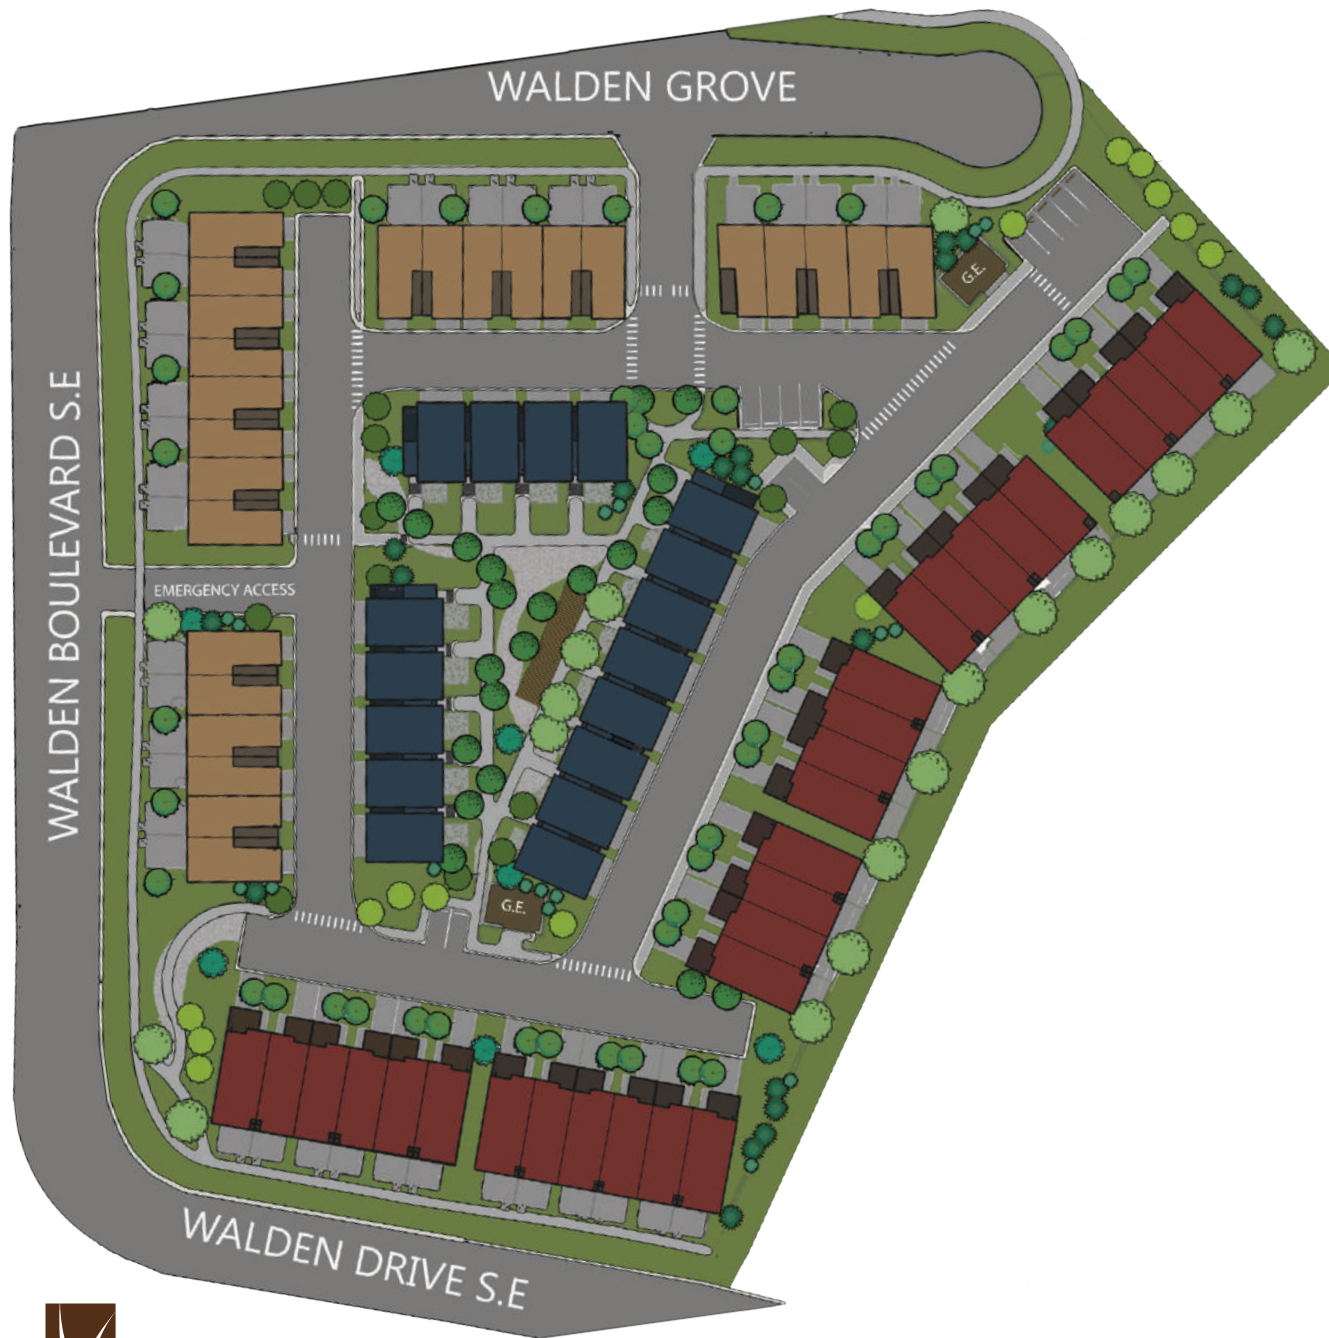 WALDEN GROVE
G.E.
WALDEN BOULEVARD S.E
EMERGENCY ACCESS
G.E.
WALDEN DRIVE S.E